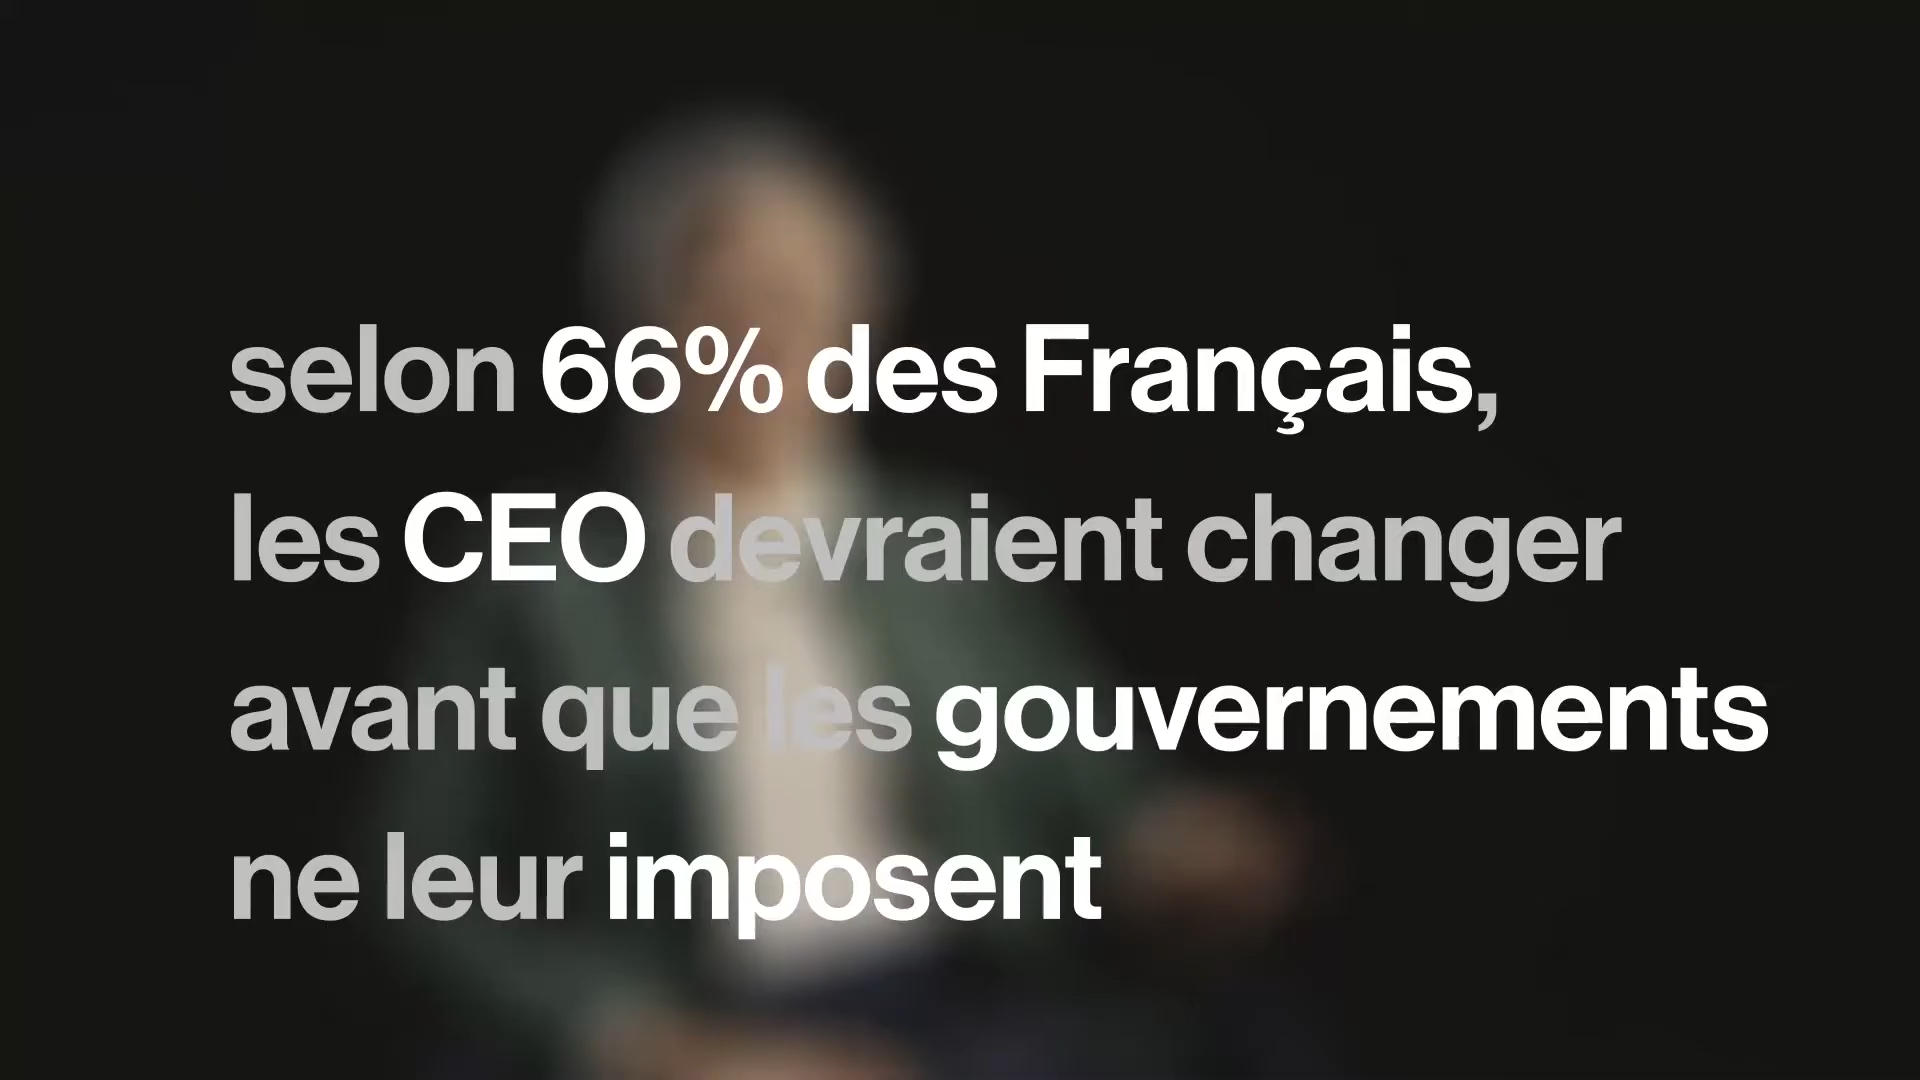 selon 66% des Français,
les CEO devraient changer
avant que les gouvernements
ne leur imposent